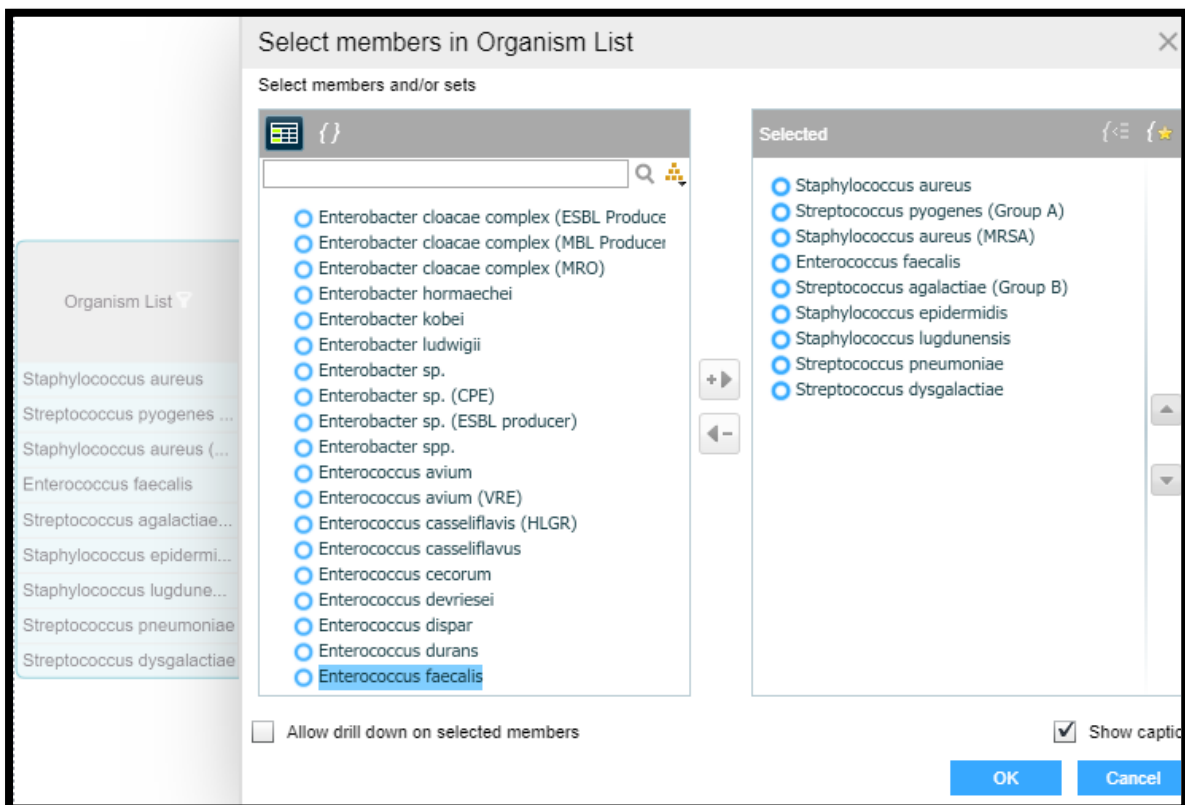 Select members in Organism List
Select members and/or sets
{}
Selected
Enterobacter cloacae complex (ESBL Produce
Enterobacter cloacae complex (MBL Producer
Enterobacter cloacae complex (MRO)
Enterobacter hormaechei
Enterobacter kobei
Enterobacter ludwigii
Enterobacter sp.
Enterobacter sp. (CPE)
Enterobacter sp. (ESBL producer)
Enterobacter spp.
Enterococcus avium
Enterococcus avium (VRE)
Enterococcus casseliflavis (HLGR)
Enterococcus casseliflavus
Enterococcus cecorum
Enterococcus devriesei
Enterococcus dispar
Enterococcus durans
Enterococcus faecalis
Staphylococcus aureus
Streptococcus pyogenes (Group A)
Staphylococcus aureus (MRSA)
Enterococcus faecalis
Streptococcus agalactiae (Group B)
Staphylococcus epidermidis
Staphylococcus lugdunensis
Streptococcus pneumoniae
Streptococcus dysgalactiae
Organism List
Staphylococcus aureus
Streptococcus pyogenes ...
Staphylococcus aureus (...
Enterococcus faecalis
Streptococcus agalactiae...
Staphylococcus epidermi...
Staphylococcus lugdune...
Streptococcus pneumoniae
Streptococcus dysgalactiae
Allow drill down on selected members
Show captio
OK
Cancel